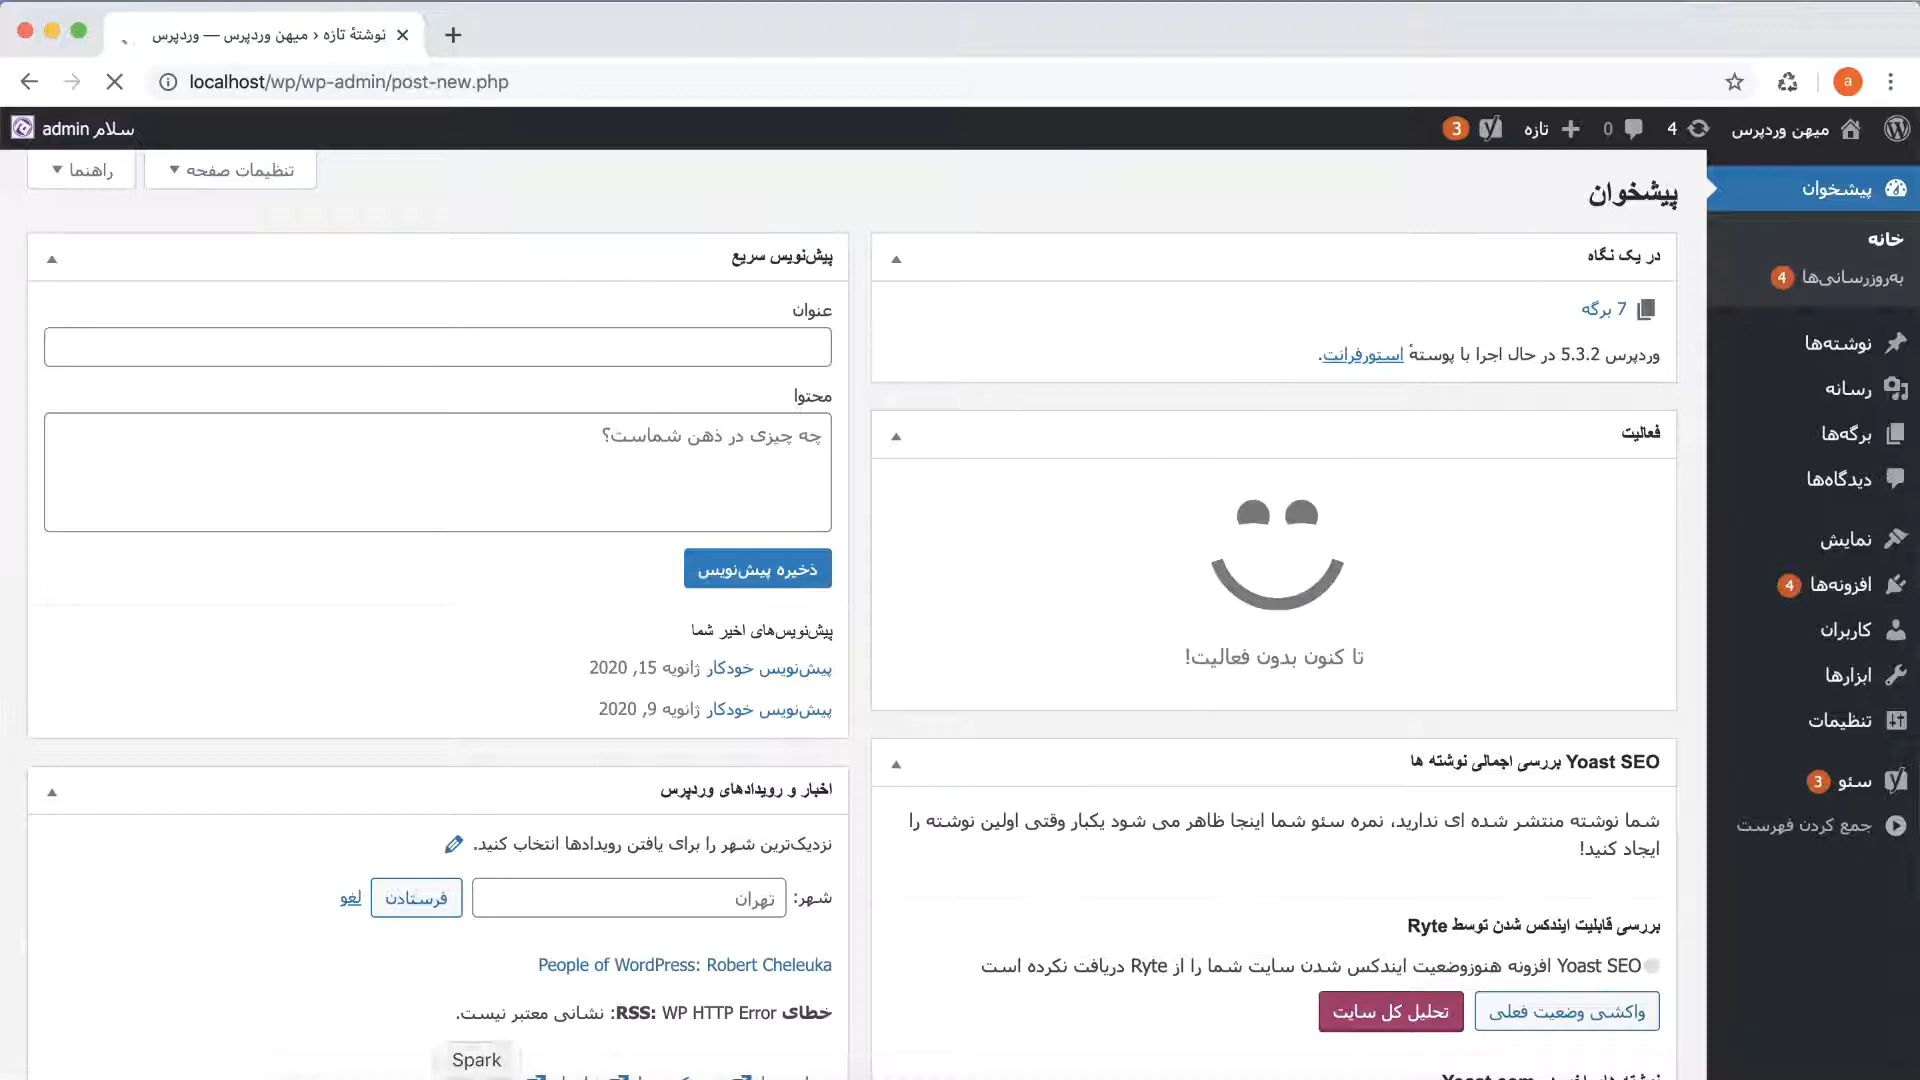 نوشتهٔ تازه ‹ میهن وردپرس — وردپرس
localhost/wp/wp-admin/post-new.php
a
میهن وردپرس
4
0
تازه
3
سلام admin
پیشخوان
خانه
به‌روزرسانی‌ها 4
نوشته‌ها
رسانه
برگه‌ها
دیدگاه‌ها
نمایش
افزونه‌ها 4
کاربران
ابزارها
تنظیمات
سئو 3
جمع کردن فهرست
تنظیمات صفحه
راهنما
پیشخوان
در یک نگاه
7 برگه
وردپرس 5.3.2 در حال اجرا با پوستهٔ استورفرانت.
فعالیت
تا کنون بدون فعالیت!
Yoast SEO بررسی اجمالی نوشته ها
شما نوشته منتشر شده ای ندارید، نمره سئو شما اینجا ظاهر می شود یکبار وقتی اولین نوشته را
ایجاد کنید!
بررسی قابلیت ایندکس شدن توسط Ryte
Yoast SEO افزونه هنوزوضعیت ایندکس شدن سایت شما را از Ryte دریافت نکرده است
واکشی وضعیت فعلی
تحلیل کل سایت
پیش‌نویس سریع
عنوان
محتوا
چه چیزی در ذهن شماست؟
ذخیره پیش‌نویس
پیش‌نویس‌های اخیر شما
پیش‌نویس خودکار ژانویه 15, 2020
پیش‌نویس خودکار ژانویه 9, 2020
اخبار و رویدادهای وردپرس
نزدیک‌ترین شهر را برای یافتن رویدادها انتخاب کنید.
شهر: تهران فرستادن لغو
People of WordPress: Robert Cheleuka
خطای RSS: WP HTTP Error: نشانی معتبر نیست.
Spark